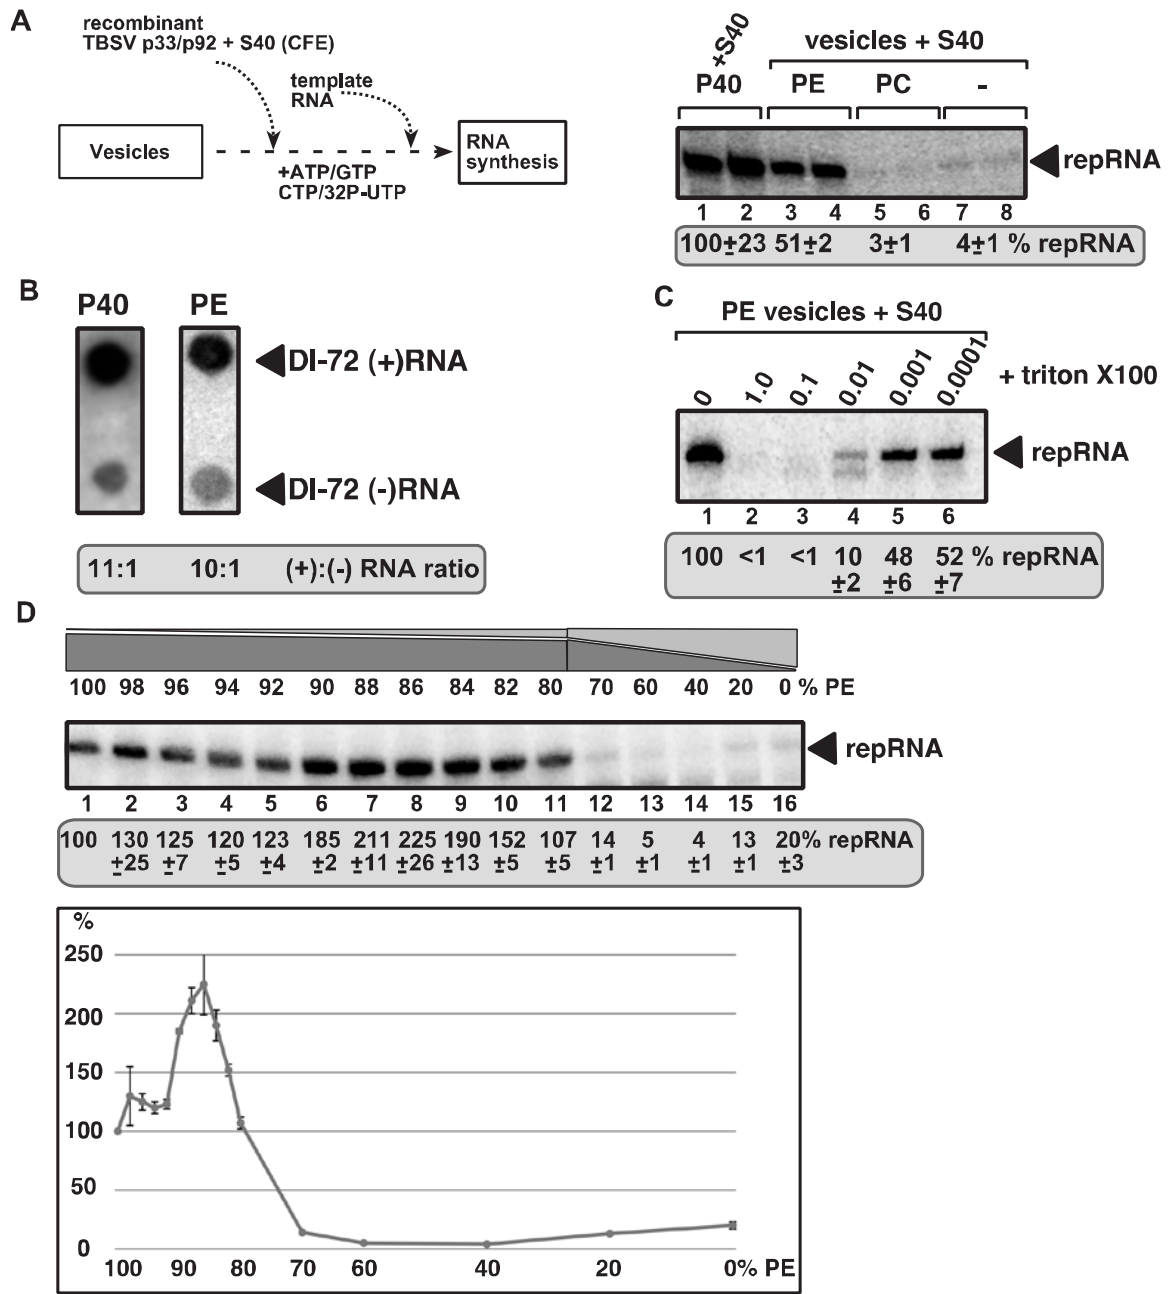 A
recombinant
TBSV p33/p92 + S40 (CFE)
template
RNA
Vesicles
RNA
synthesis
+ATP/GTP
CTP/32P-UTP
+S40
vesicles + S40
P40 PE PC -
repRNA
1 2 3 4 5 6 7 8
100±23 51±2 3±1 4±1 % repRNA
B
P40 PE
DI-72 (+)RNA
DI-72 (-)RNA
11:1 10:1 (+):(-) RNA ratio
C
PE vesicles + S40
0 1.0 0.1 0.01 0.001 0.0001 + triton X100
repRNA
1 2 3 4 5 6
100 <1 <1 10 48 52 % repRNA
±2 ±6 ±7
D
100 98 96 94 92 90 88 86 84 82 80 70 60 40 20 0 % PE
repRNA
1 2 3 4 5 6 7 8 9 10 11 12 13 14 15 16
100 130 125 120 123 185 211 225 190 152 107 14 5 4 13 20% repRNA
±25 ±7 ±5 ±4 ±2 ±11 ±26 ±13 ±5 ±5 ±1 ±1 ±1 ±1 ±3
%
250
200
150
100
50
0
100 90 80 70 60 40 20 0% PE